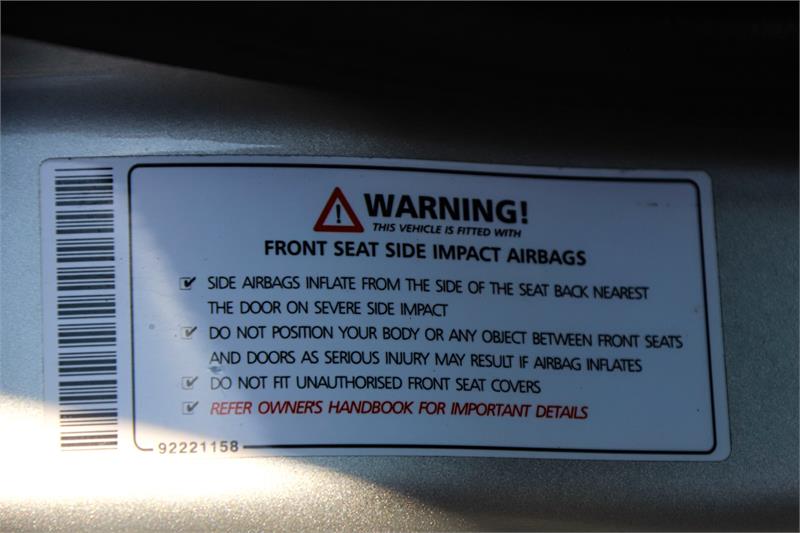 WARNING!
THIS VEHICLE IS FITTED WITH
FRONT SEAT SIDE IMPACT AIRBAGS
SIDE AIRBAGS INFLATE FROM THE SIDE OF THE SEAT BACK NEAREST
THE DOOR ON SEVERE SIDE IMPACT
DO NOT POSITION YOUR BODY OR ANY OBJECT BETWEEN FRONT SEATS
AND DOORS AS SERIOUS INJURY MAY RESULT IF AIRBAG INFLATES
DO NOT FIT UNAUTHORISED FRONT SEAT COVERS
REFER OWNER'S HANDBOOK FOR IMPORTANT DETAILS
92221158